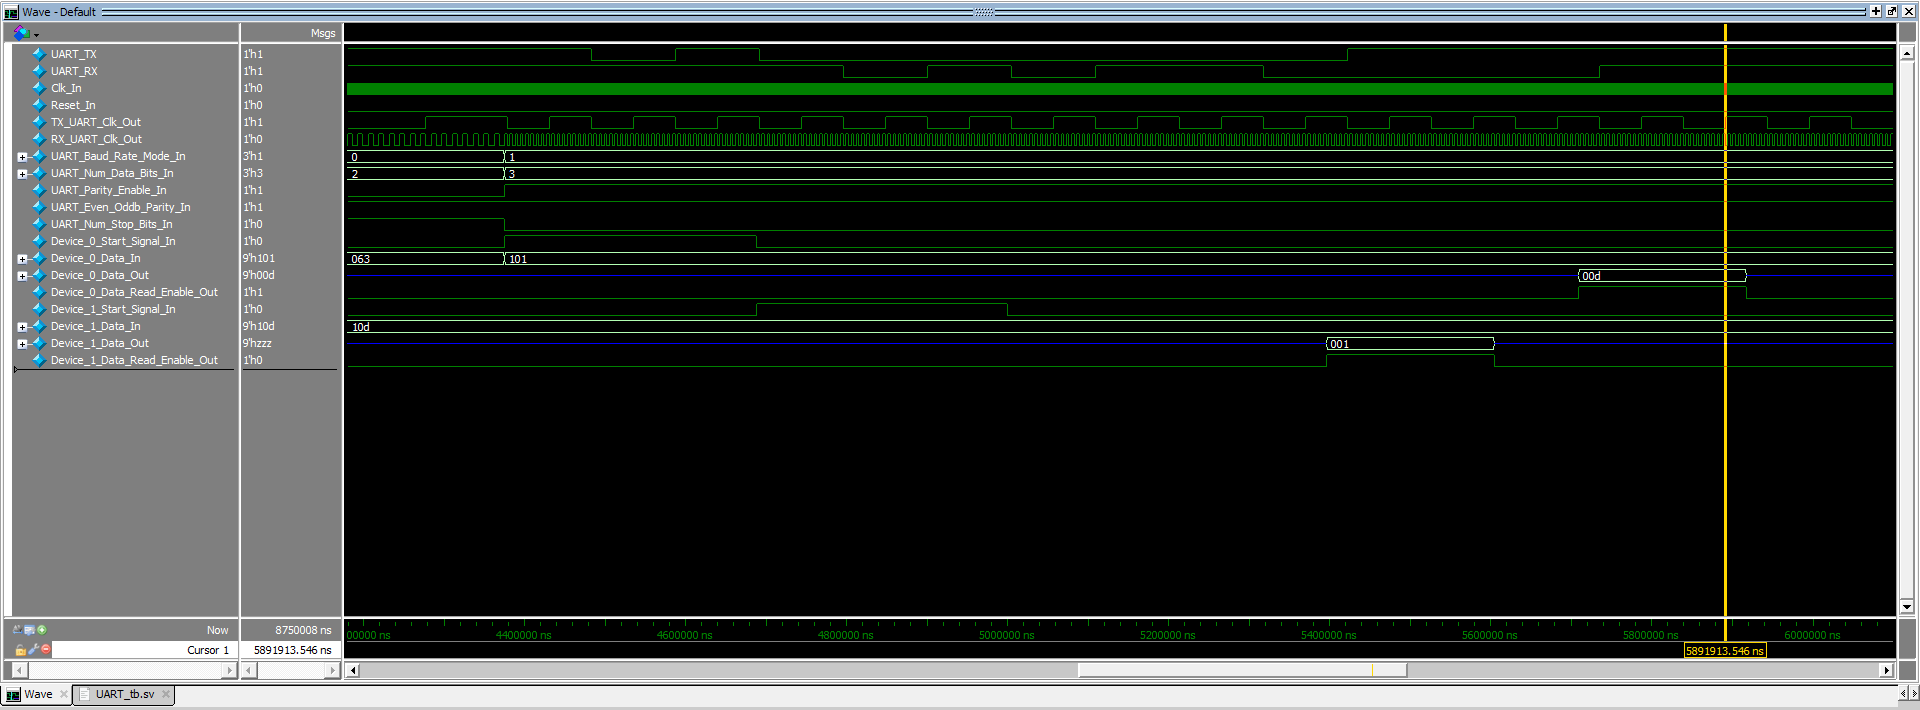 Wave - Default
Msgs
UART_TX 1'h1
UART_RX 1'h1
Clk_In 1'h0
Reset_In 1'h0
TX_UART_Clk_Out 1'h1
RX_UART_Clk_Out 1'h0
UART_Baud_Rate_Mode_In 3'h1 0 1
UART_Num_Data_Bits_In 3'h3 2 3
UART_Parity_Enable_In 1'h1
UART_Even_Oddb_Parity_In 1'h1
UART_Num_Stop_Bits_In 1'h0
Device_0_Start_Signal_In 1'h0
Device_0_Data_In 9'h101 063 101
Device_0_Data_Out 9'h00d 00d
Device_0_Data_Read_Enable_Out 1'h1
Device_1_Start_Signal_In 1'h0
Device_1_Data_In 9'h10d 10d
Device_1_Data_Out 9'hzzz 001
Device_1_Data_Read_Enable_Out 1'h0
Now 8750008 ns 00000 ns 4400000 ns 4600000 ns 4800000 ns 5000000 ns 5200000 ns 5400000 ns 5600000 ns 5800000 ns 6000000 ns
Cursor 1 5891913.546 ns 5891913.546 ns
Wave UART_tb.sv